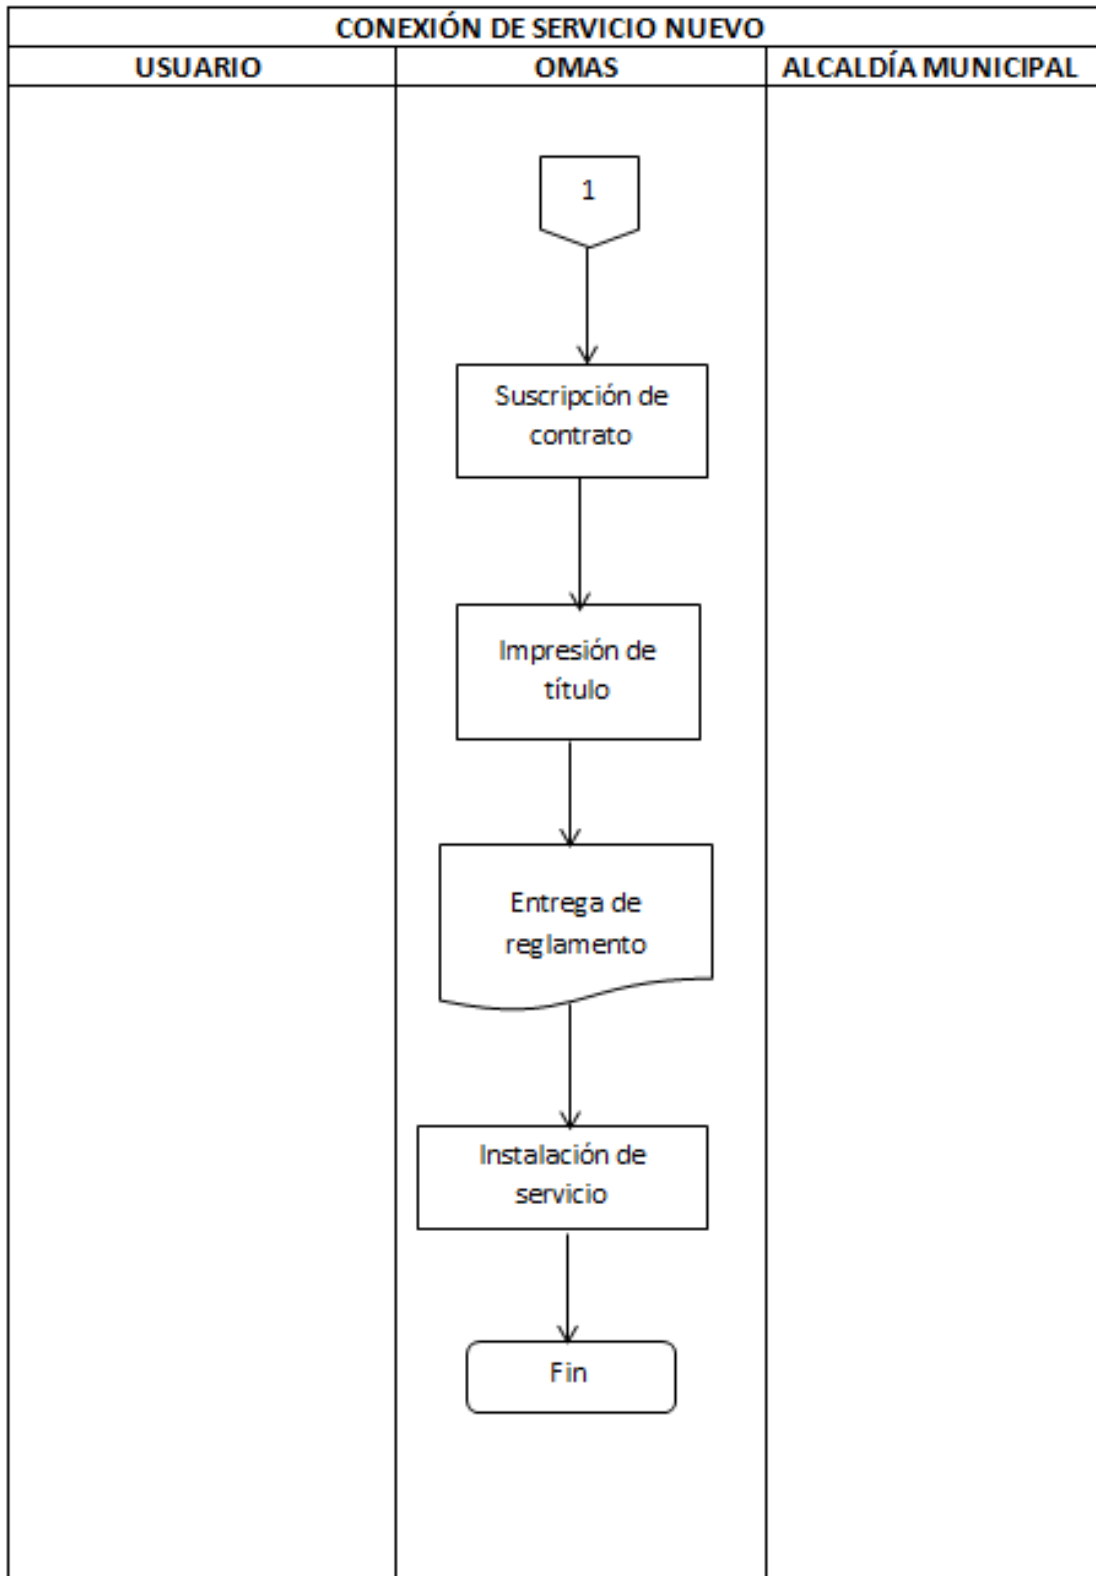 CONEXIÓN DE SERVICIO NUEVO
USUARIO
OMAS
ALCALDÍA MUNICIPAL
1
Suscripción de
contrato
Impresión de
título
Entrega de
reglamento
Instalación de
servicio
Fin